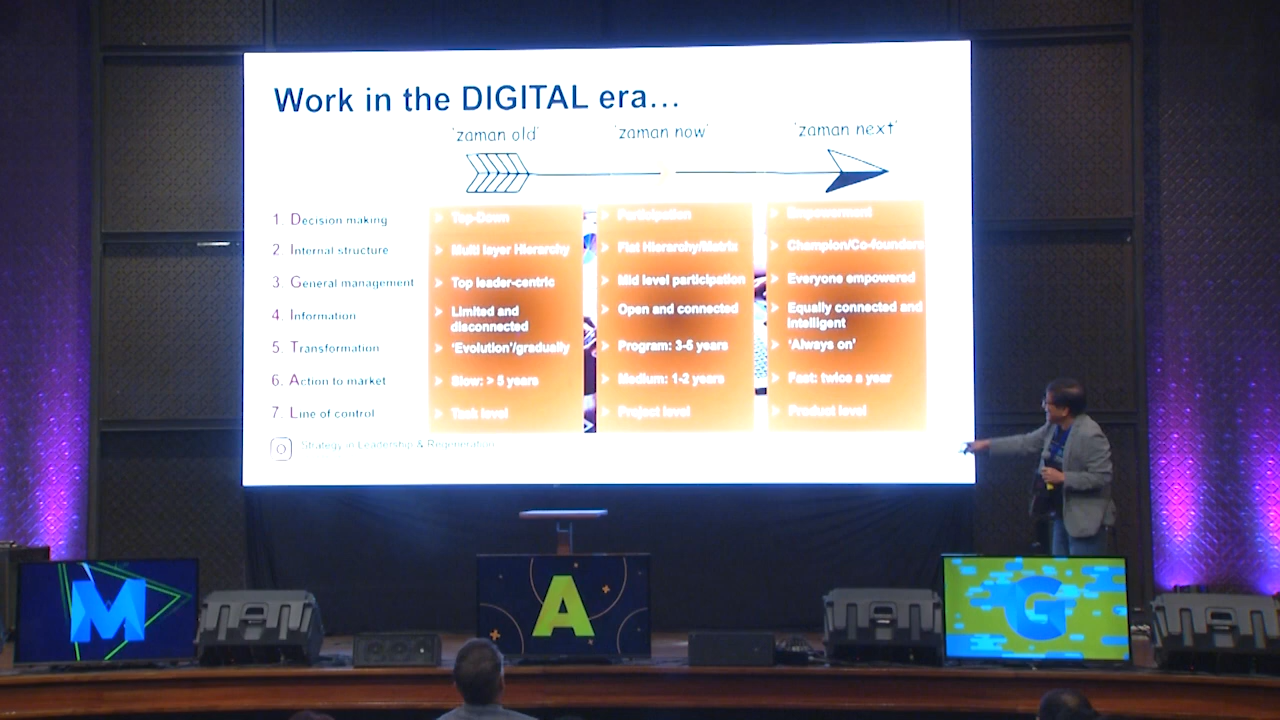 Work in the DIGITAL era...
'zaman old' 'zaman now' 'zaman next'
1. Decision making ➤ Top-Down ➤ Participation ➤ Empowerment
2 Internal structure ➤ Multi layer Hierarchy ➤ Flat Hierarchy/Matrix ➤ Champion/Co-founders
3. General management ➤ Top leader-centric ➤ Mid level participation ➤ Everyone empowered
4. Information ➤ Limited and disconnected ➤ Open and connected ➤ Equally connected and intelligent
5. Transformation ➤ 'Evolution'/gradually ➤ Program: 3-5 years ➤ 'Always on'
6. Action to market ➤ Slow: > 5 years ➤ Medium: 1-2 years ➤ Fast: twice a year
7. Line of control ➤ Task level ➤ Project level ➤ Product level
Strategy in Leadership & Regeneration
M A G